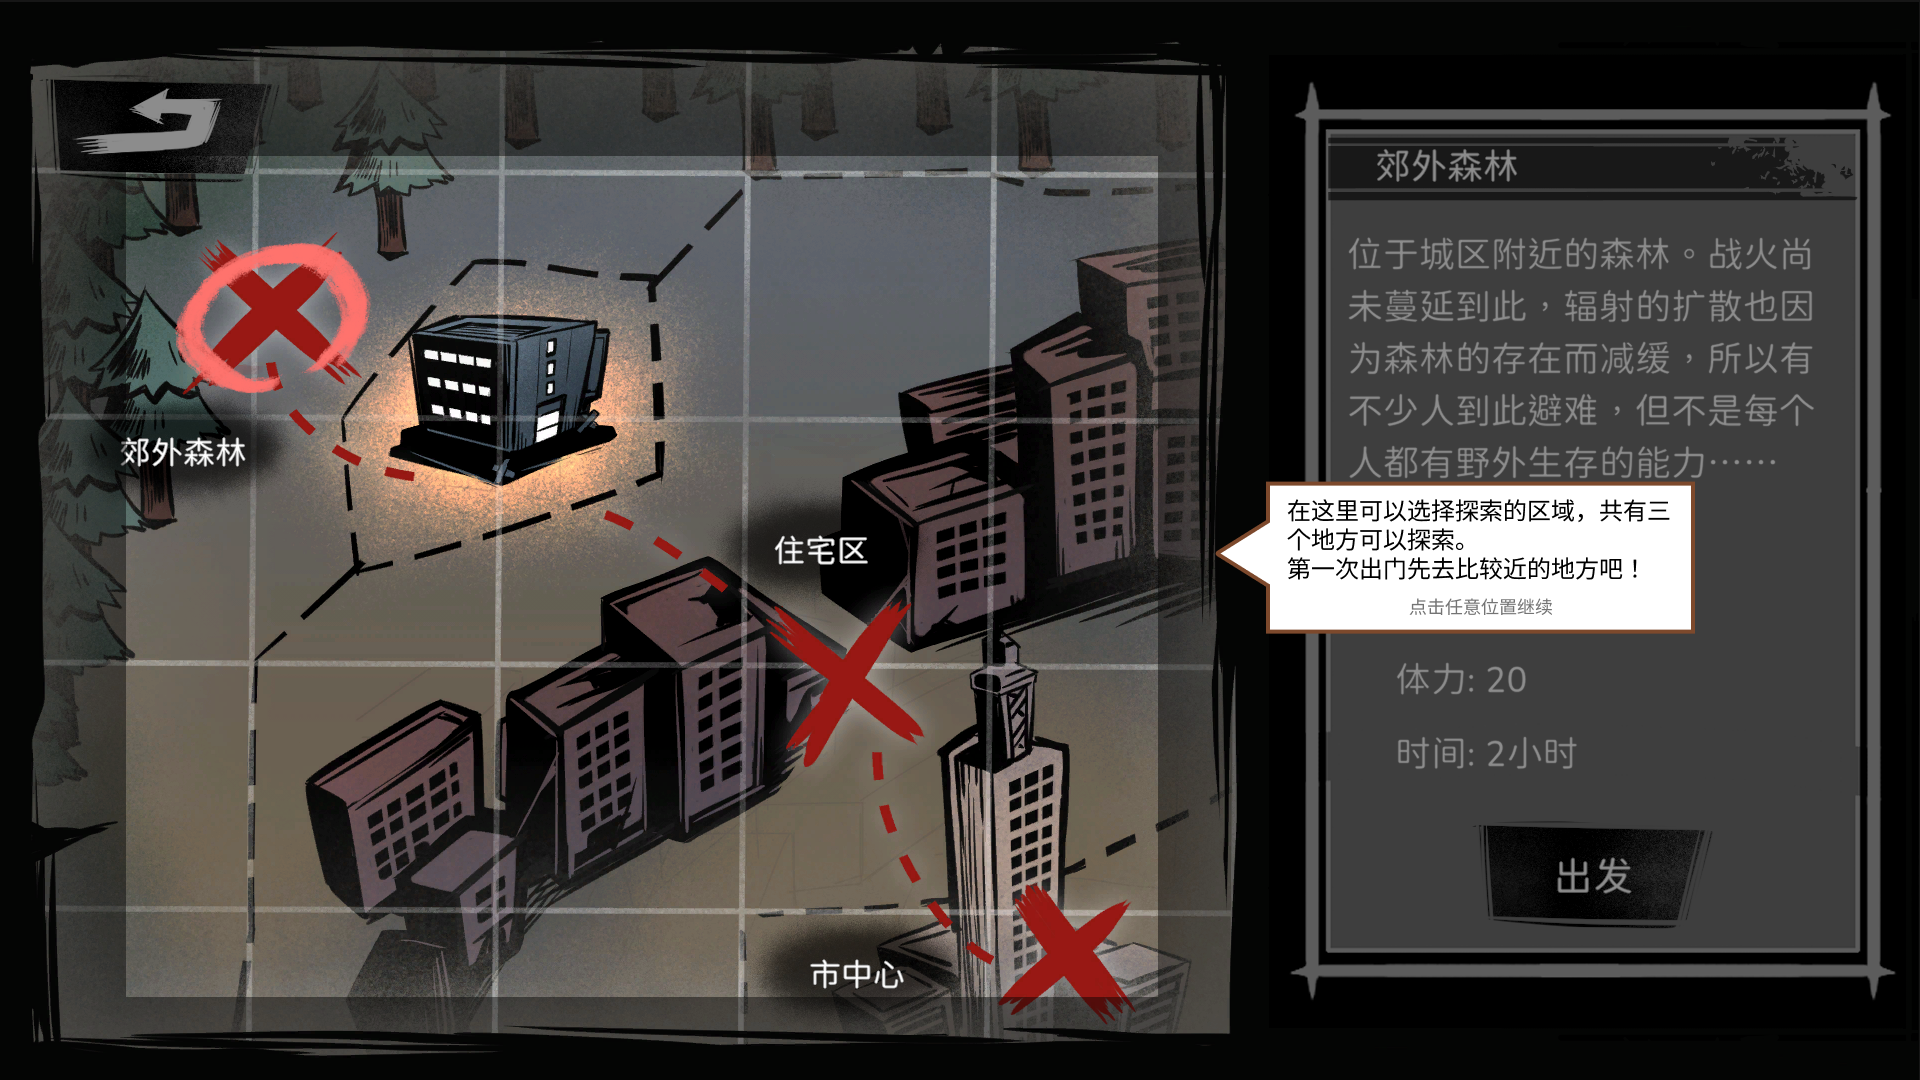 郊外森林
住宅区
市中心
郊外森林
位于城区附近的森林。战火尚
未蔓延到此，辐射的扩散也因
为森林的存在而减缓，所以有
不少人到此避难，但不是每个
人都有野外生存的能力……
在这里可以选择探索的区域，共有三
个地方可以探索。
第一次出门先去比较近的地方吧！
点击任意位置继续
体力: 20
时间: 2小时
出发